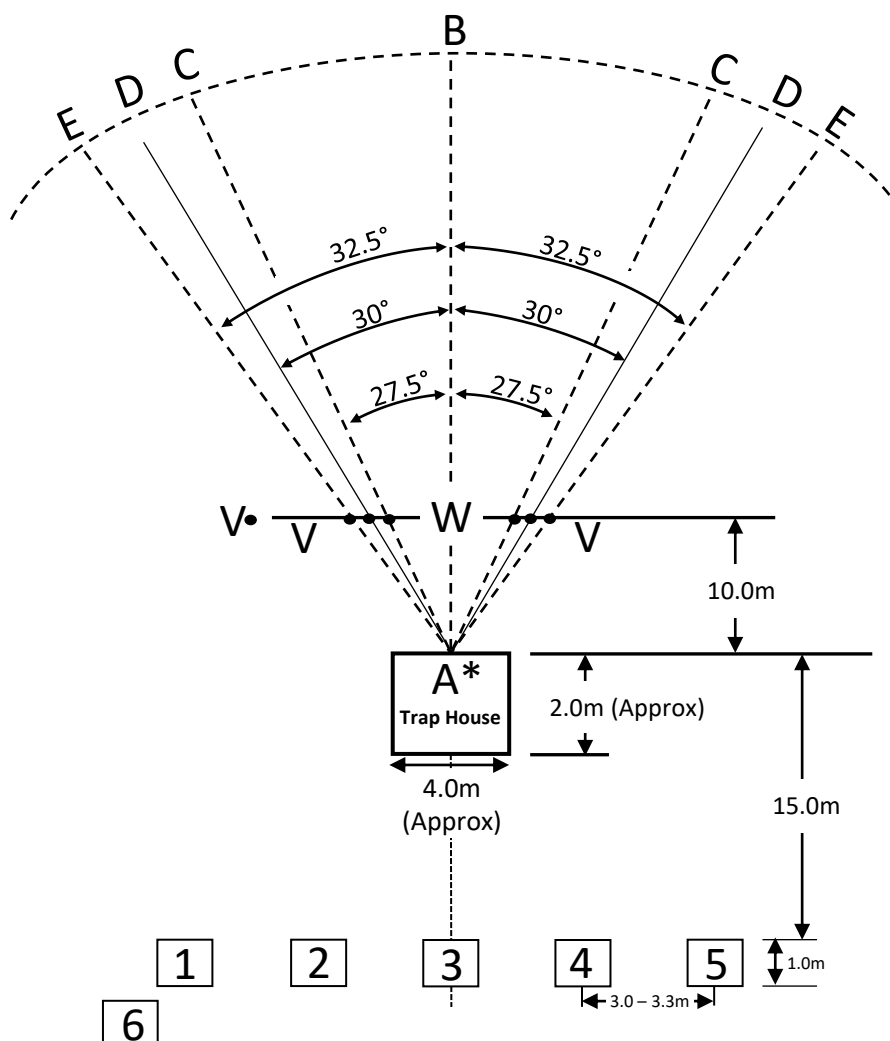 B
C C
D D
E E
32.5° 32.5°
30° 30°
27.5° 27.5°
V V W V
10.0m
A*
Trap House
2.0m (Approx)
4.0m
(Approx)
15.0m
1 2 3 4 5
1.0m
3.0 – 3.3m
6